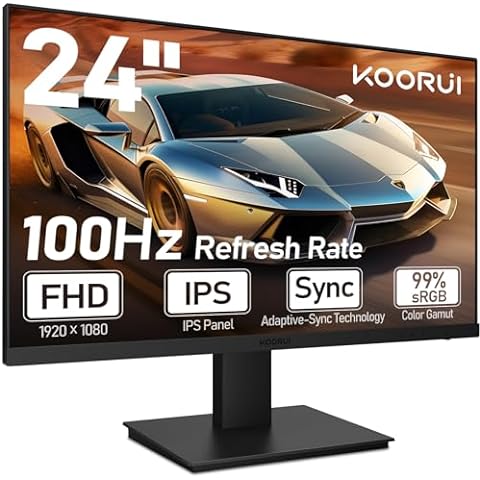 24"
KOORUI
100Hz Refresh Rate
FHD
1920 × 1080
IPS
IPS Panel
Sync
Adaptive-Sync Technology
99%
sRGB
Color Gamut
KOORUI